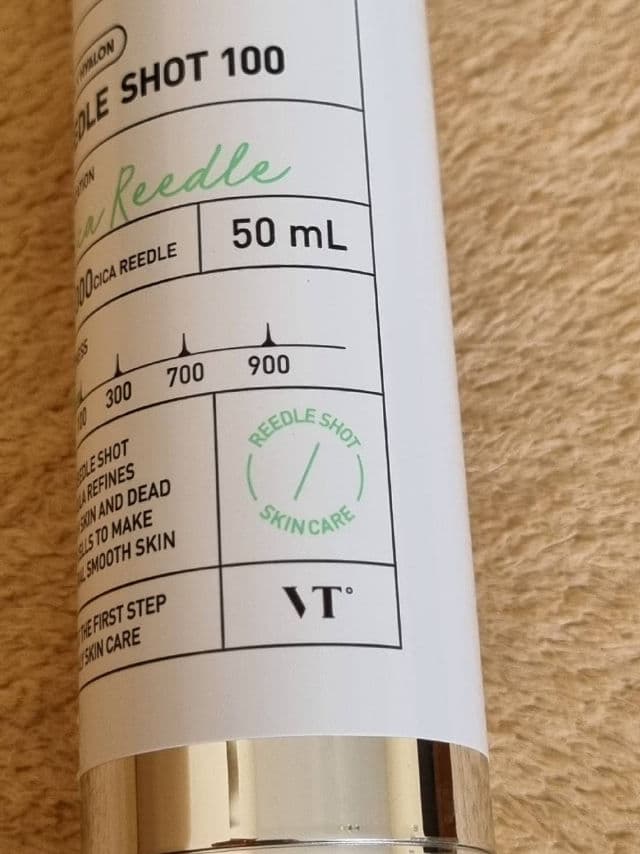 HYALON
EDLE SHOT 100
Reedle
CICA REEDLE
50 mL
300 700 900
EDLE SHOT
A REFINES
SKIN AND DEAD
LLS TO MAKE
SMOOTH SKIN
REEDLE SHOT
SKINCARE
THE FIRST STEP
SKIN CARE
VT